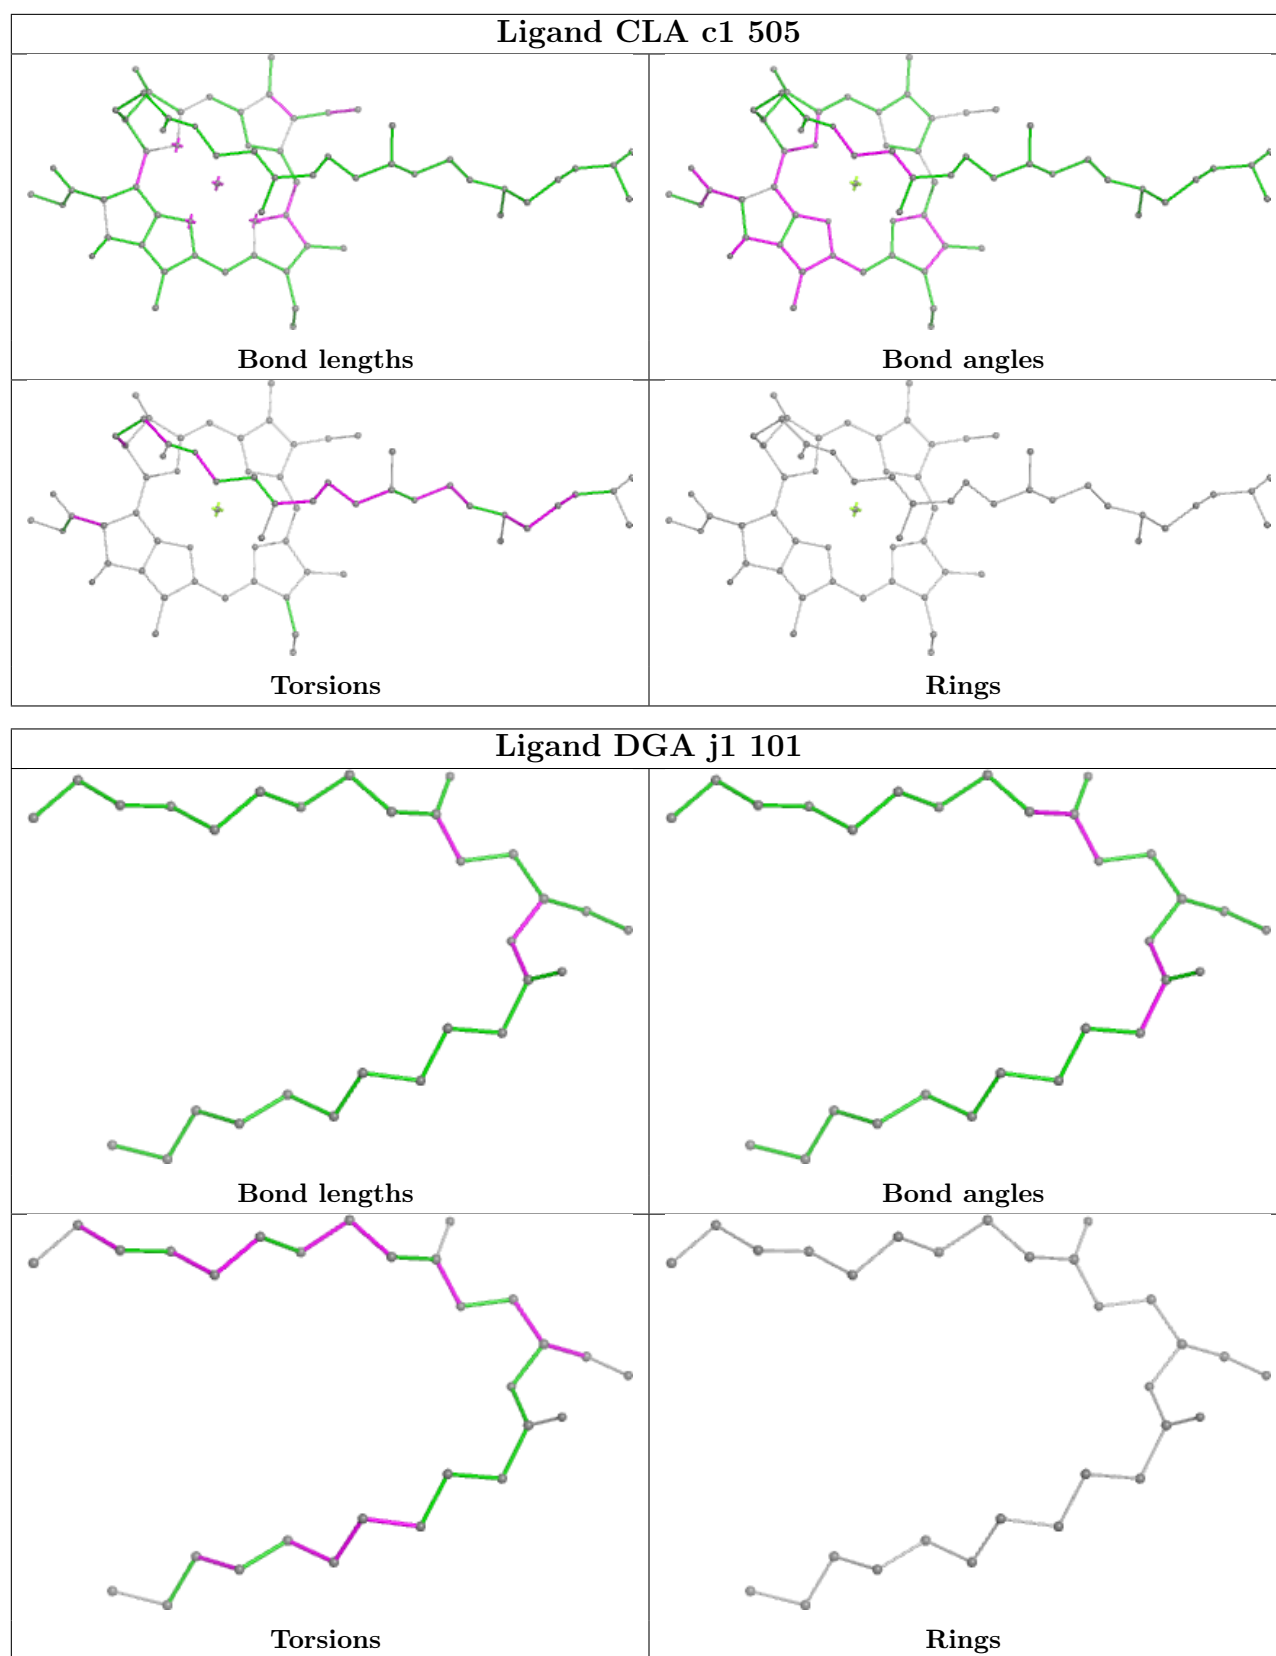 Ligand CLA c1 505
Bond lengths
Bond angles
Torsions
Rings
Ligand DGA j1 101
Bond lengths
Bond angles
Torsions
Rings